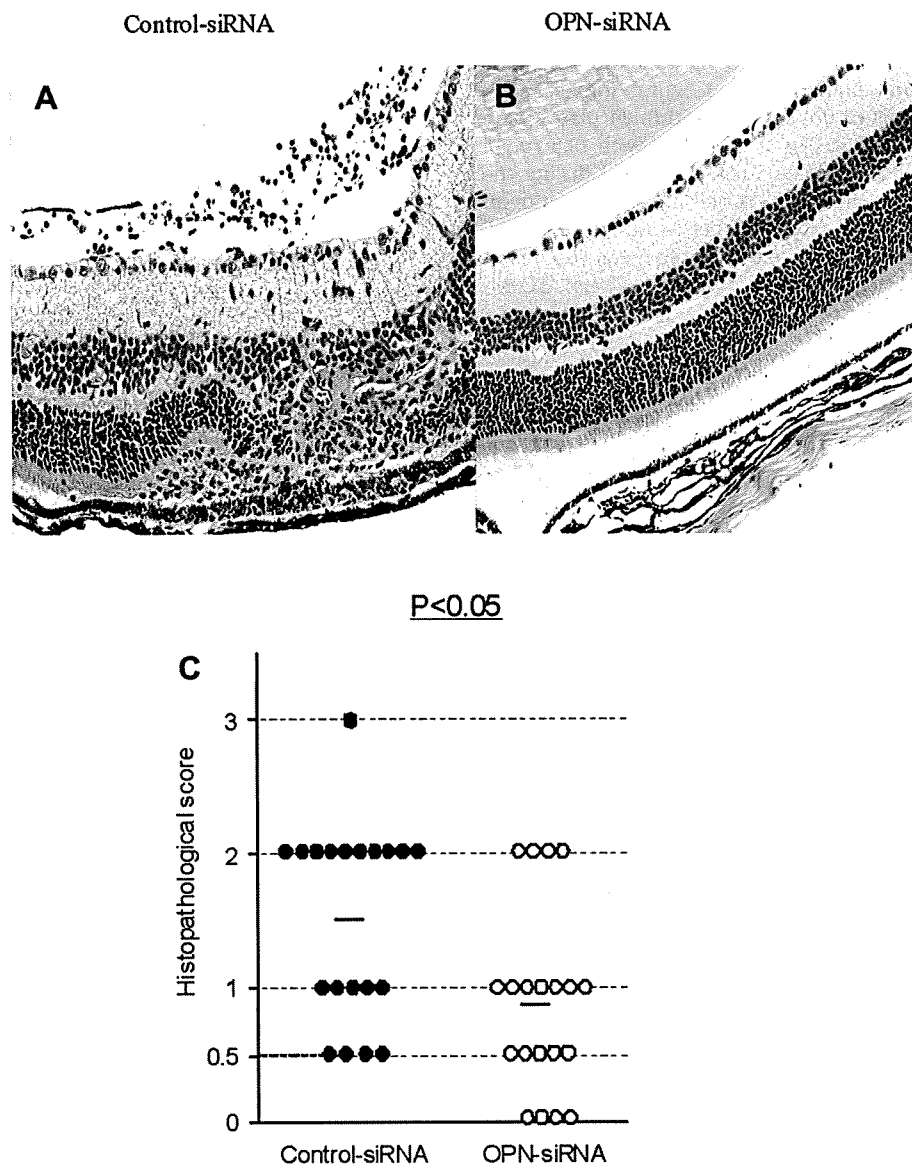 Control-siRNA OPN-siRNA
A B
P<0.05
C
Histopathological score
3
2
1
0.5
0
Control-siRNA OPN-siRNA